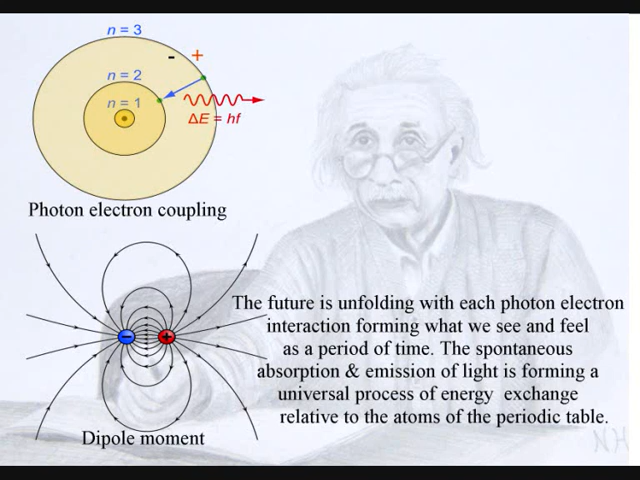 n = 3
- +
n = 2
n = 1
ΔE = hf
Photon electron coupling
- +
Dipole moment
The future is unfolding with each photon electron
interaction forming what we see and feel
as a period of time. The spontaneous
absorption & emission of light is forming a
universal process of energy exchange
relative to the atoms of the periodic table.
NH